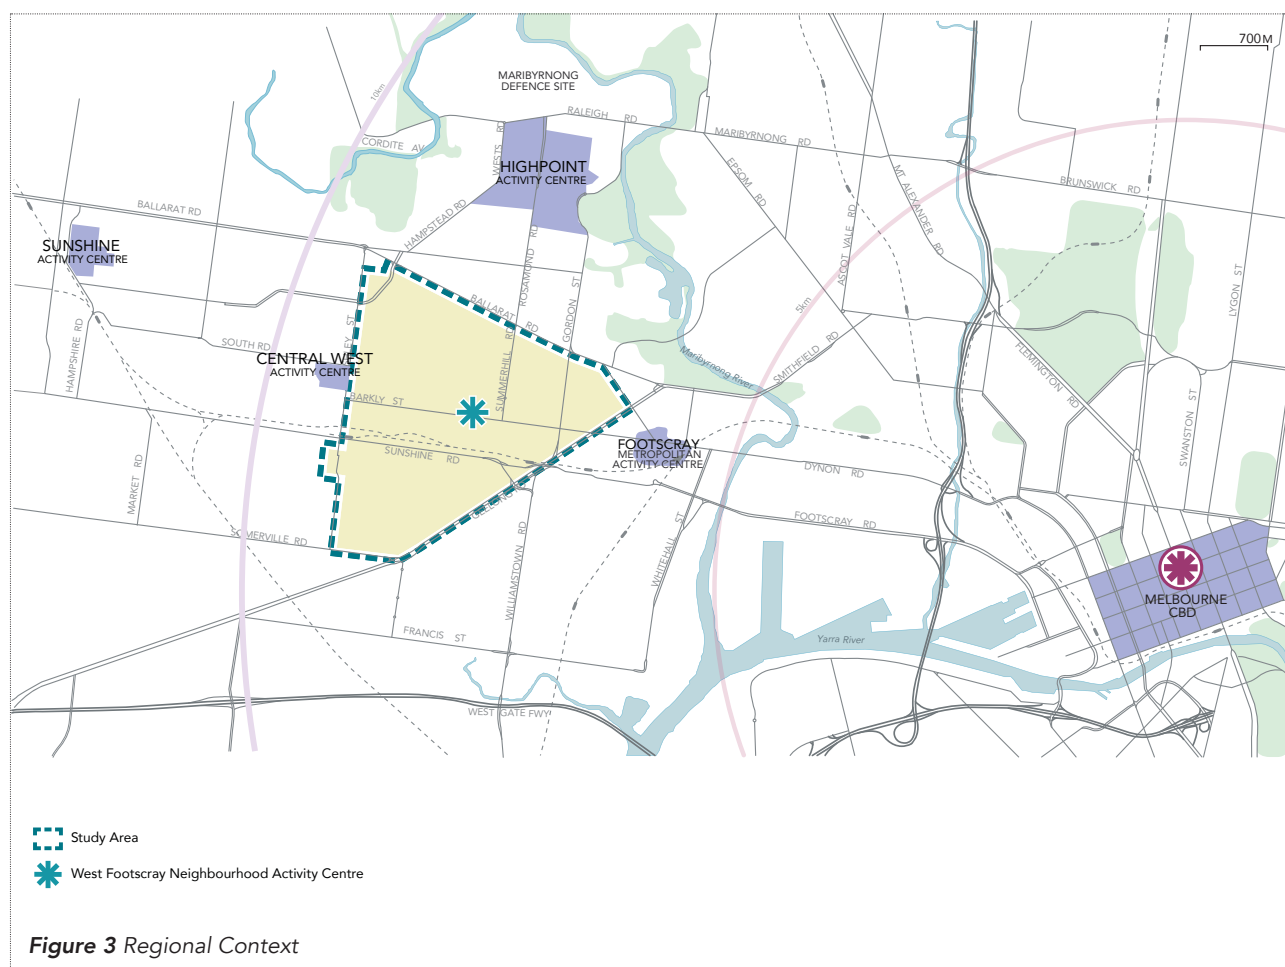 700M
MARIBYRNONG
DEFENCE SITE
10km
RALEIGH RD
MARIBYRNONG RD
CORDITE AV
WESTS RD
HIGHPOINT
ACTIVITY CENTRE
EPSOM RD
MT ALEXANDER RD
BRUNSWICK RD
BALLARAT RD
HAMPSTEAD RD
SUNSHINE
ACTIVITY CENTRE
ROSAMOND RD
ASCOT VALE RD
GORDON ST
LYGON ST
BALLARAT RD
5km
HAMPSHIRE RD
SOUTH RD
EY ST
CENTRAL WEST
ACTIVITY CENTRE
SUMMERHILL RD
Maribyrnong River
SMITHFIELD RD
FLEMINGTON RD
BARKLY ST
SWANSTON ST
FOOTSCRAY
METROPOLITAN
ACTIVITY CENTRE
SUNSHINE RD
MARKET RD
DYNON RD
SOMERVILLE RD
WILLIAMSTOWN RD
WHITEHALL ST
FOOTSCRAY RD
MELBOURNE
CBD
FRANCIS ST
Yarra River
WEST GATE FWY
Study Area
West Footscray Neighbourhood Activity Centre
Figure 3 Regional Context